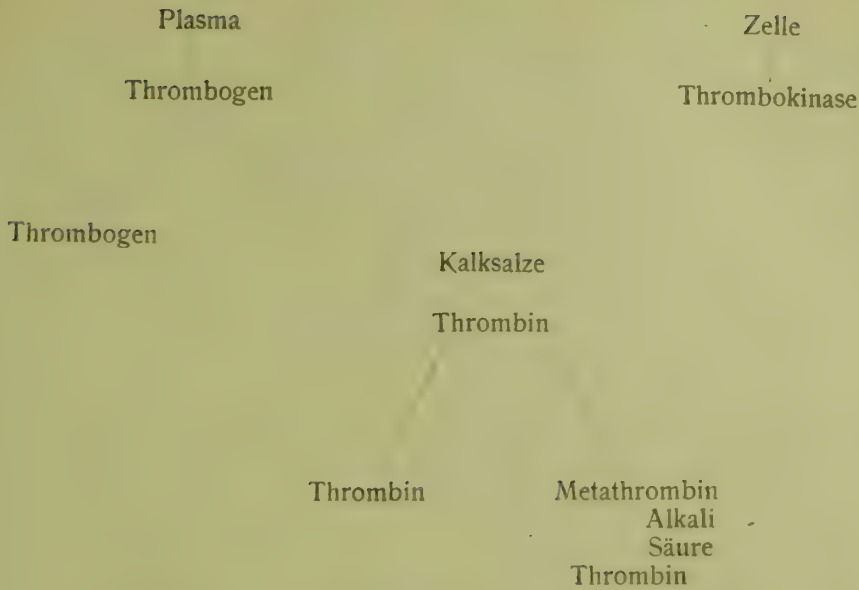 Plasma Zelle
Thrombogen Thrombokinase
Thrombogen
Kalksalze
Thrombin
Thrombin Metathrombin
Alkali
Säure
Thrombin